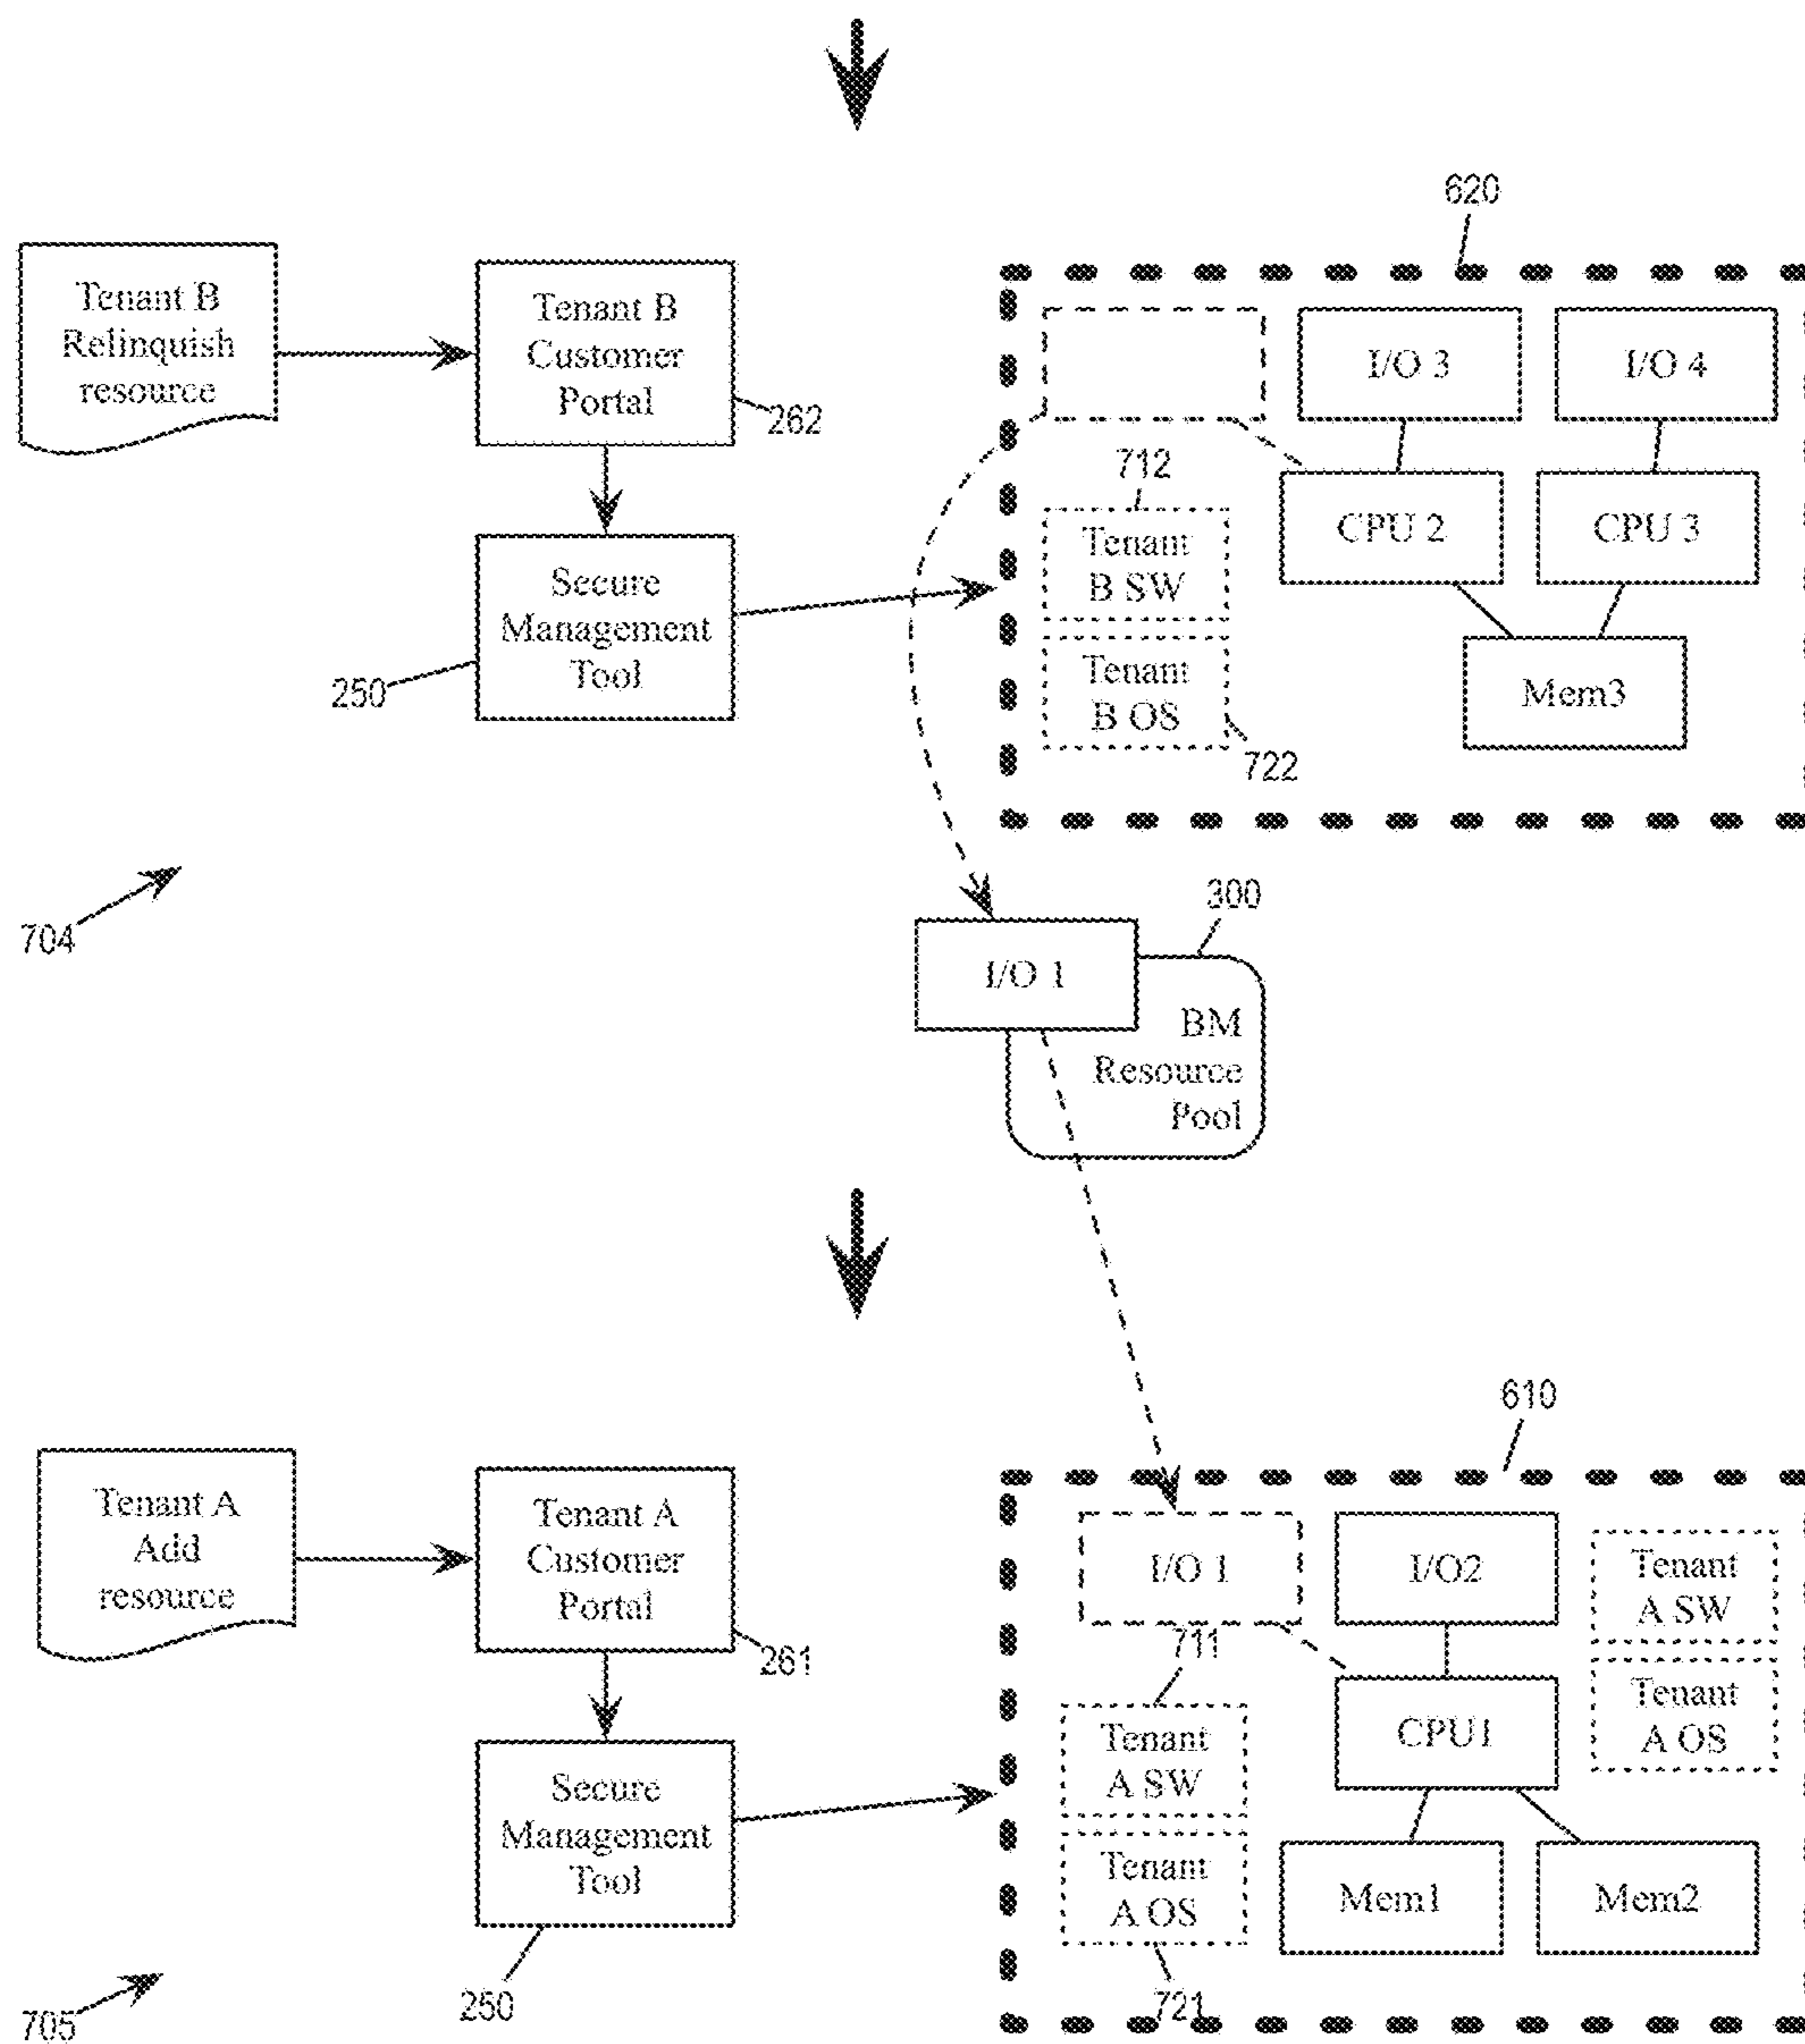 620
Tenant B
Relinquish
resource
Tenant B
Customer
Portal
262
I/O 3
I/O 4
712
CPU 2
CPU 3
Tenant
B SW
Secure
Management
Tool
250
Tenant
B OS
722
Mem3
704
300
I/O 1
BM
Resource
Pool
610
Tenant A
Add
resource
Tenant A
Customer
Portal
261
I/O 1
I/O2
Tenant
A SW
711
CPU1
Tenant
A OS
Tenant
A SW
Secure
Management
Tool
250
Tenant
A OS
721
Mem1
Mem2
705